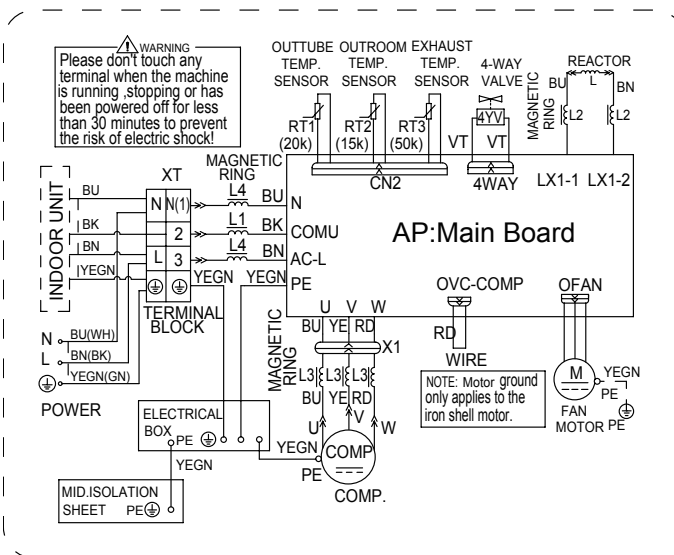 WARNING
Please don't touch any
terminal when the machine
is running ,stopping or has
been powered off for less
than 30 minutes to prevent
the risk of electric shock!
OUTTUBE OUTROOM EXHAUST
TEMP. TEMP. TEMP.
SENSOR SENSOR SENSOR
4-WAY
VALVE
REACTOR
BU L BN
MAGNETIC
RING
L2 L2
4YV
VT VT
RT1 RT2 RT3
(20k) (15k) (50k)
CN2
4WAY
LX1-1 LX1-2
INDOOR UNIT
BU
BK
BN
YEGN
XT
N N(1)
2
L 3
TERMINAL
BLOCK
MAGNETIC
RING
L4 BU N
L1 BK COMU
L4 BN AC-L
YEGN YEGN PE
AP:Main Board
OVC-COMP
OFAN
U V W
BU YE RD
X1
MAGNETIC
RING
L3 L3 L3
BU YE RD
U V W
RD
WIRE
NOTE: Motor ground
only applies to the
iron shell motor.
M
YEGN
PE
FAN
MOTOR PE
N BU(WH)
L BN(BK)
YEGN(GN)
POWER
ELECTRICAL
BOX PE
YEGN
YEGN
PE
COMP
COMP.
MID.ISOLATION
SHEET PE